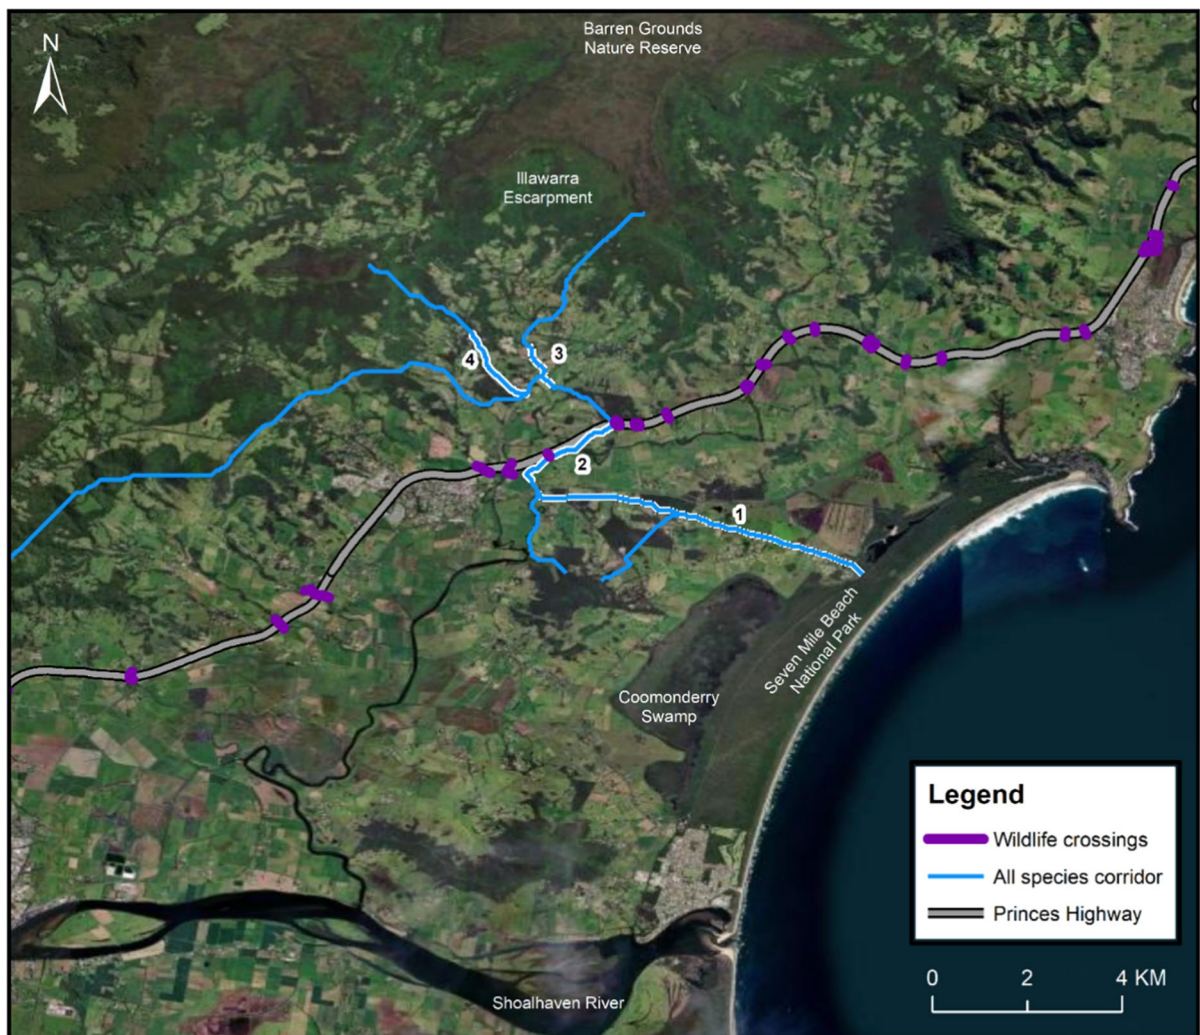 Barren Grounds
Nature Reserve
N
Illawarra
Escarpment
4
3
2
1
Seven Mile Beach
National Park
Coomonderry
Swamp
Legend
Wildlife crossings
All species corridor
Princes Highway
0 2 4 KM
Shoalhaven River